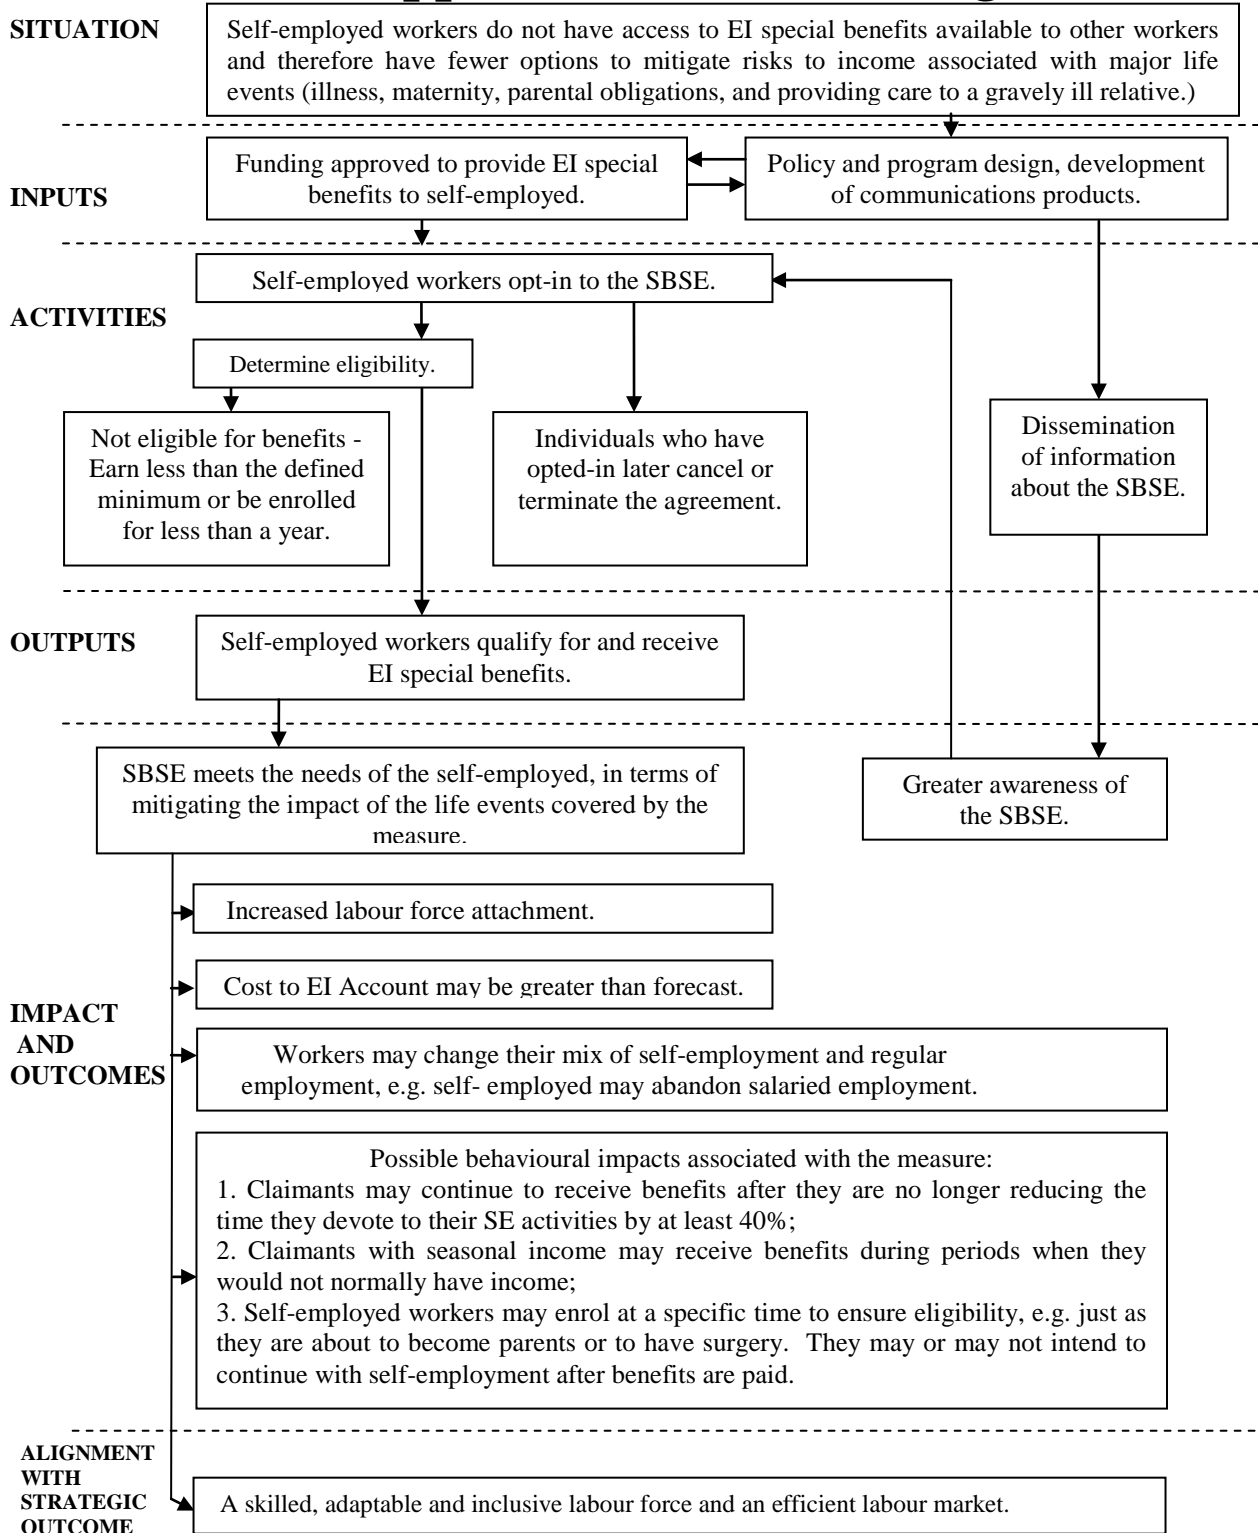 SITUATION
Self-employed workers do not have access to EI special benefits available to other workers
and therefore have fewer options to mitigate risks to income associated with major life
events (illness, maternity, parental obligations, and providing care to a gravely ill relative.)
INPUTS
Funding approved to provide EI special
benefits to self-employed.
Policy and program design, development
of communications products.
ACTIVITIES
Self-employed workers opt-in to the SBSE.
Determine eligibility.
Not eligible for benefits -
Earn less than the defined
minimum or be enrolled
for less than a year.
Individuals who have
opted-in later cancel or
terminate the agreement.
Dissemination
of information
about the SBSE.
OUTPUTS
Self-employed workers qualify for and receive
EI special benefits.
SBSE meets the needs of the self-employed, in terms of
mitigating the impact of the life events covered by the
measure.
Greater awareness of
the SBSE.
IMPACT
AND
OUTCOMES
Increased labour force attachment.
Cost to EI Account may be greater than forecast.
Workers may change their mix of self-employment and regular
employment, e.g. self- employed may abandon salaried employment.
Possible behavioural impacts associated with the measure:
1. Claimants may continue to receive benefits after they are no longer reducing the
time they devote to their SE activities by at least 40%;
2. Claimants with seasonal income may receive benefits during periods when they
would not normally have income;
3. Self-employed workers may enrol at a specific time to ensure eligibility, e.g. just as
they are about to become parents or to have surgery.  They may or may not intend to
continue with self-employment after benefits are paid.
ALIGNMENT
WITH
STRATEGIC
OUTCOME
A skilled, adaptable and inclusive labour force and an efficient labour market.